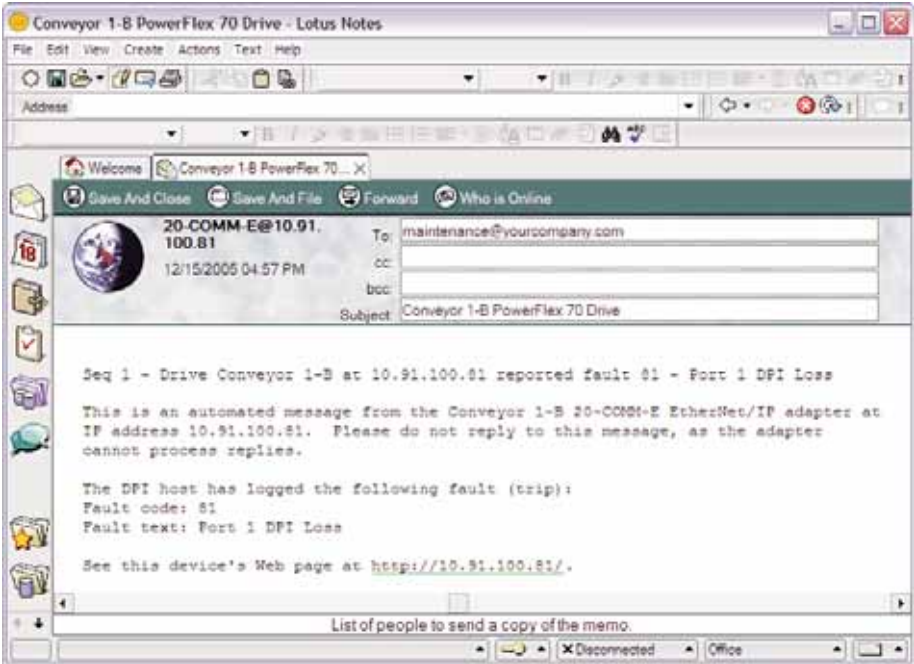 Conveyor 1-B PowerFlex 70 Drive - Lotus Notes
File Edit View Create Actions Text Help
Address
Welcome Conveyor 1-B PowerFlex 70... X
Save And Close Save And File Forward Who is Online
20-COMM-E@10.91.
100.81
12/15/2005 04:57 PM
To: maintenance@yourcompany.com
cc:
bcc:
Subject: Conveyor 1-B PowerFlex 70 Drive
18
Seq 1 - Drive Conveyor 1-B at 10.91.100.81 reported fault 81 - Port 1 DPI Loss
This is an automated message from the Conveyor 1-B 20-COMM-E EtherNet/IP adapter at
IP address 10.91.100.81. Please do not reply to this message, as the adapter
cannot process replies.
The DPI host has logged the following fault (trip):
Fault code: 81
Fault text: Port 1 DPI Loss
See this device's Web page at http://10.91.100.81/.
List of people to send a copy of the memo.
Disconnected Office